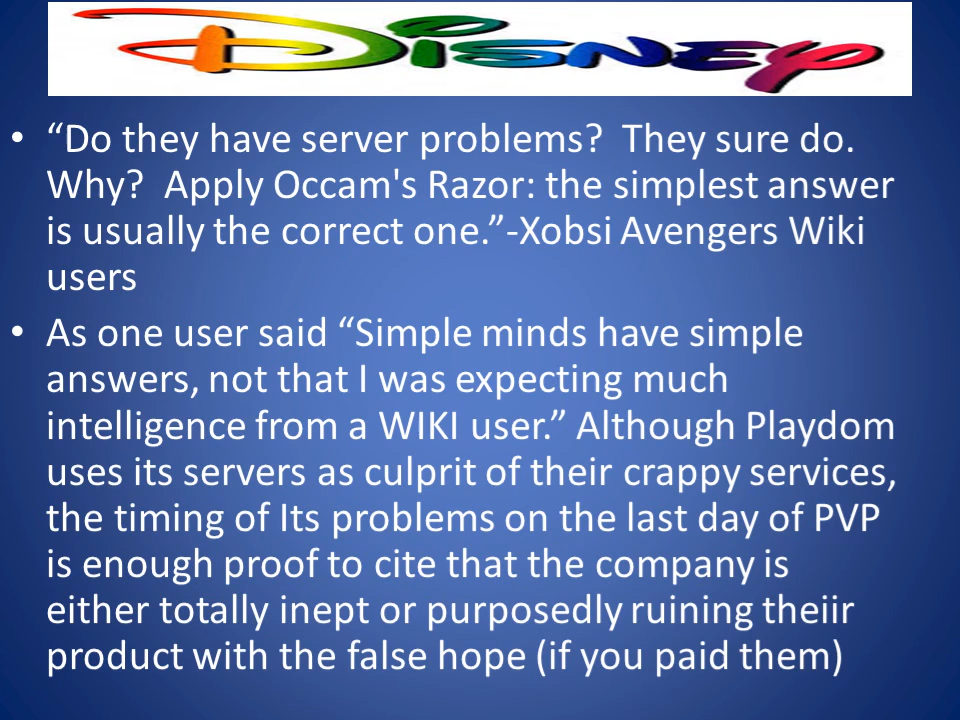 Disney
• “Do they have server problems?  They sure do.
Why?  Apply Occam's Razor: the simplest answer
is usually the correct one.”-Xobsi Avengers Wiki
users
• As one user said “Simple minds have simple
answers, not that I was expecting much
intelligence from a WIKI user.” Although Playdom
uses its servers as culprit of their crappy services,
the timing of Its problems on the last day of PVP
is enough proof to cite that the company is
either totally inept or purposedly ruining theiir
product with the false hope (if you paid them)